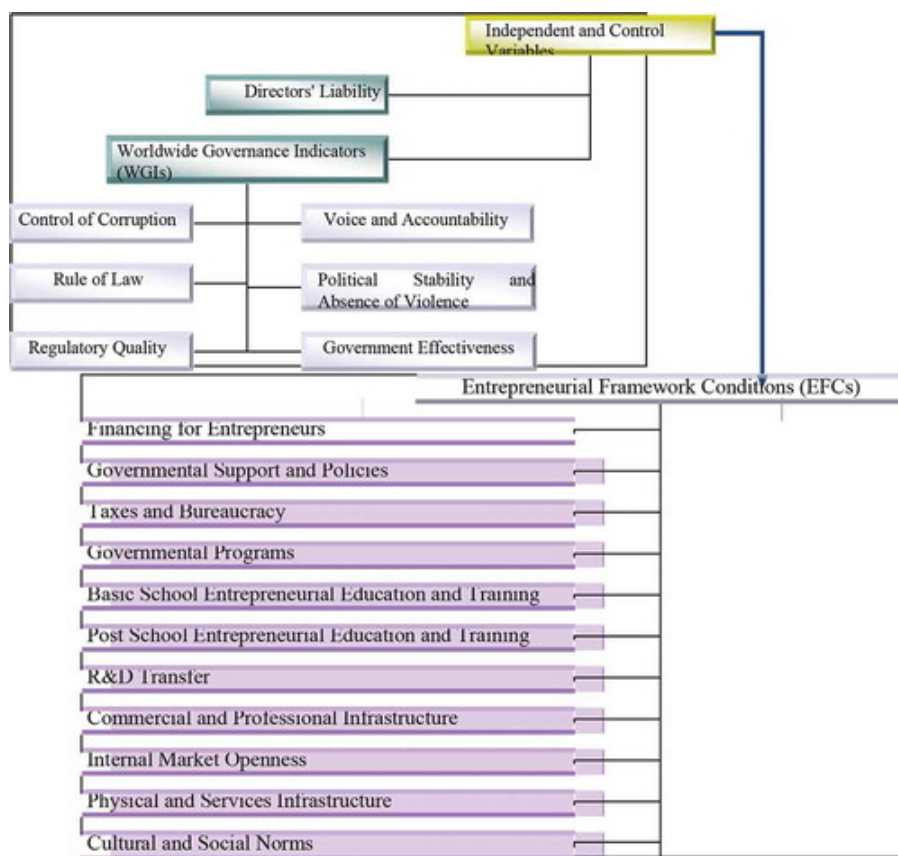 Independent and Control
Variables
Directors' Liability
Worldwide Governance Indicators
(WGIs)
Control of Corruption
Voice and Accountability
Rule of Law
Political Stability and
Absence of Violence
Regulatory Quality
Government Effectiveness
Entrepreneurial Framework Conditions (EFCs)
Financing for Entrepreneurs
Governmental Support and Policies
Taxes and Bureaucracy
Governmental Programs
Basic School Entrepreneurial Education and Training
Post School Entrepreneurial Education and Training
R&D Transfer
Commercial and Professional Infrastructure
Internal Market Openness
Physical and Services Infrastructure
Cultural and Social Norms